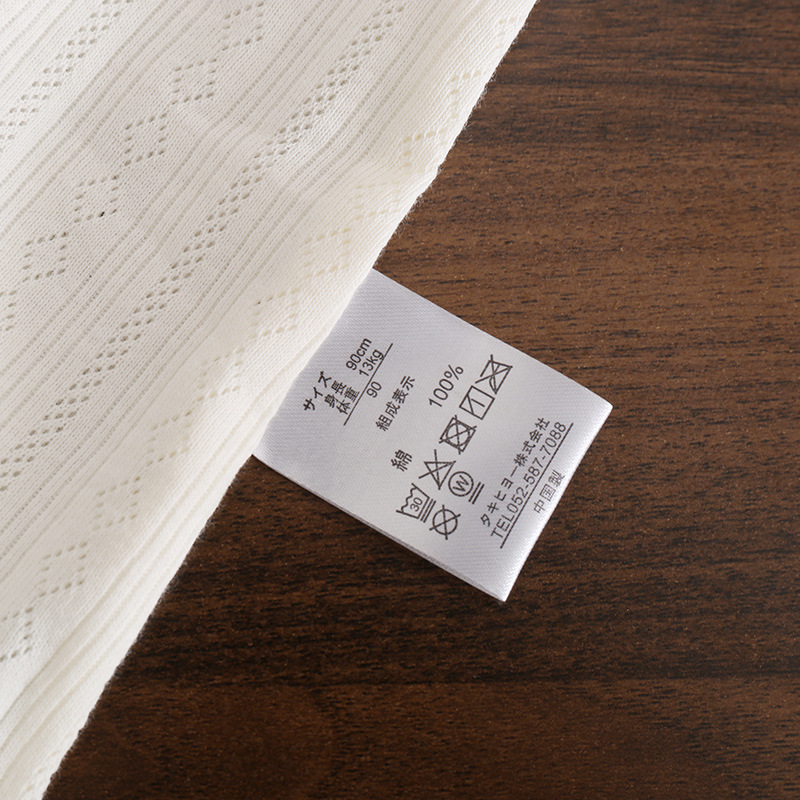 サイズ 90
身長 90cm
体重 13kg
組成表示
綿 100%
30
W
タキヒヨー株式会社
TEL052-587-7088
中国製